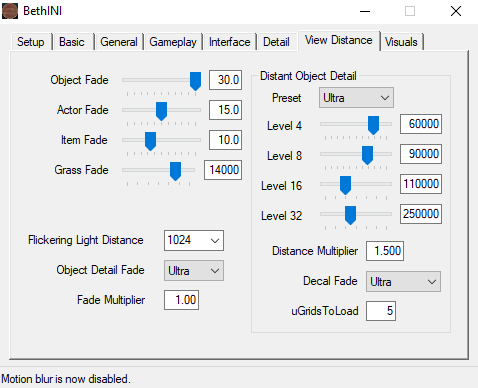 BethINI
Setup Basic General Gameplay Interface Detail View Distance Visuals
Object Fade 30.0
Actor Fade 15.0
Item Fade 10.0
Grass Fade 14000
Flickering Light Distance 1024
Object Detail Fade Ultra
Fade Multiplier 1.00
Distant Object Detail
Preset Ultra
Level 4 60000
Level 8 90000
Level 16 110000
Level 32 250000
Distance Multiplier 1.500
Decal Fade Ultra
uGridsToLoad 5
Motion blur is now disabled.